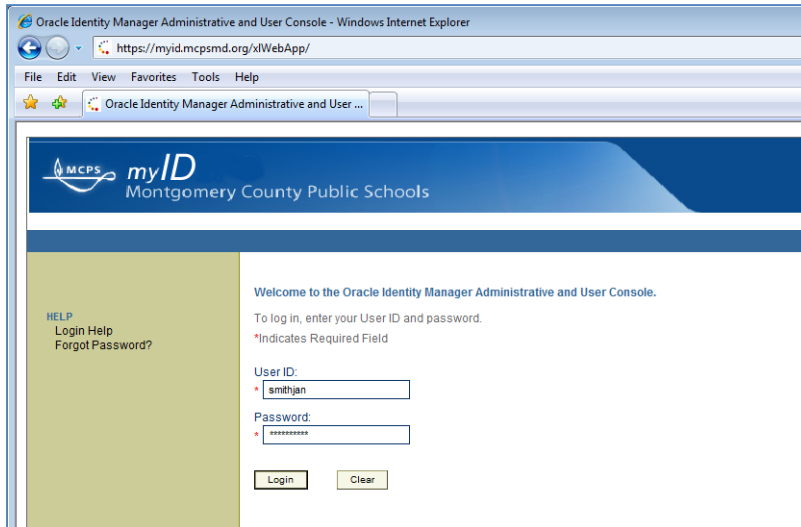 Oracle Identity Manager Administrative and User Console - Windows Internet Explorer
https://myid.mcpsmd.org/xlWebApp/
File Edit View Favorites Tools Help
Oracle Identity Manager Administrative and User ...
MCPS myID
Montgomery County Public Schools
HELP
Login Help
Forgot Password?
Welcome to the Oracle Identity Manager Administrative and User Console.
To log in, enter your User ID and password.
*Indicates Required Field
User ID:
* smithjan
Password:
* **********
Login Clear